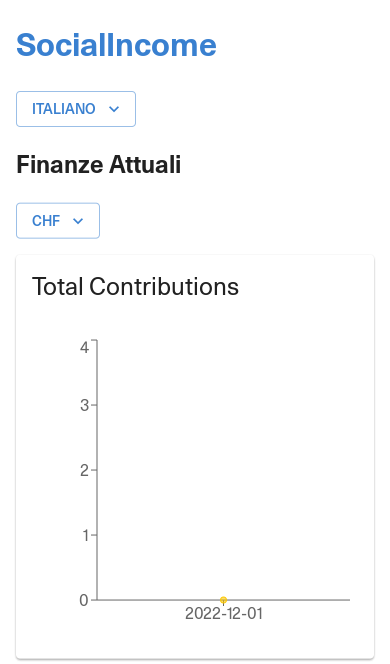 SocialIncome
ITALIANO
Finanze Attuali
CHF
Total Contributions
4
3
2
1
0
2022-12-01